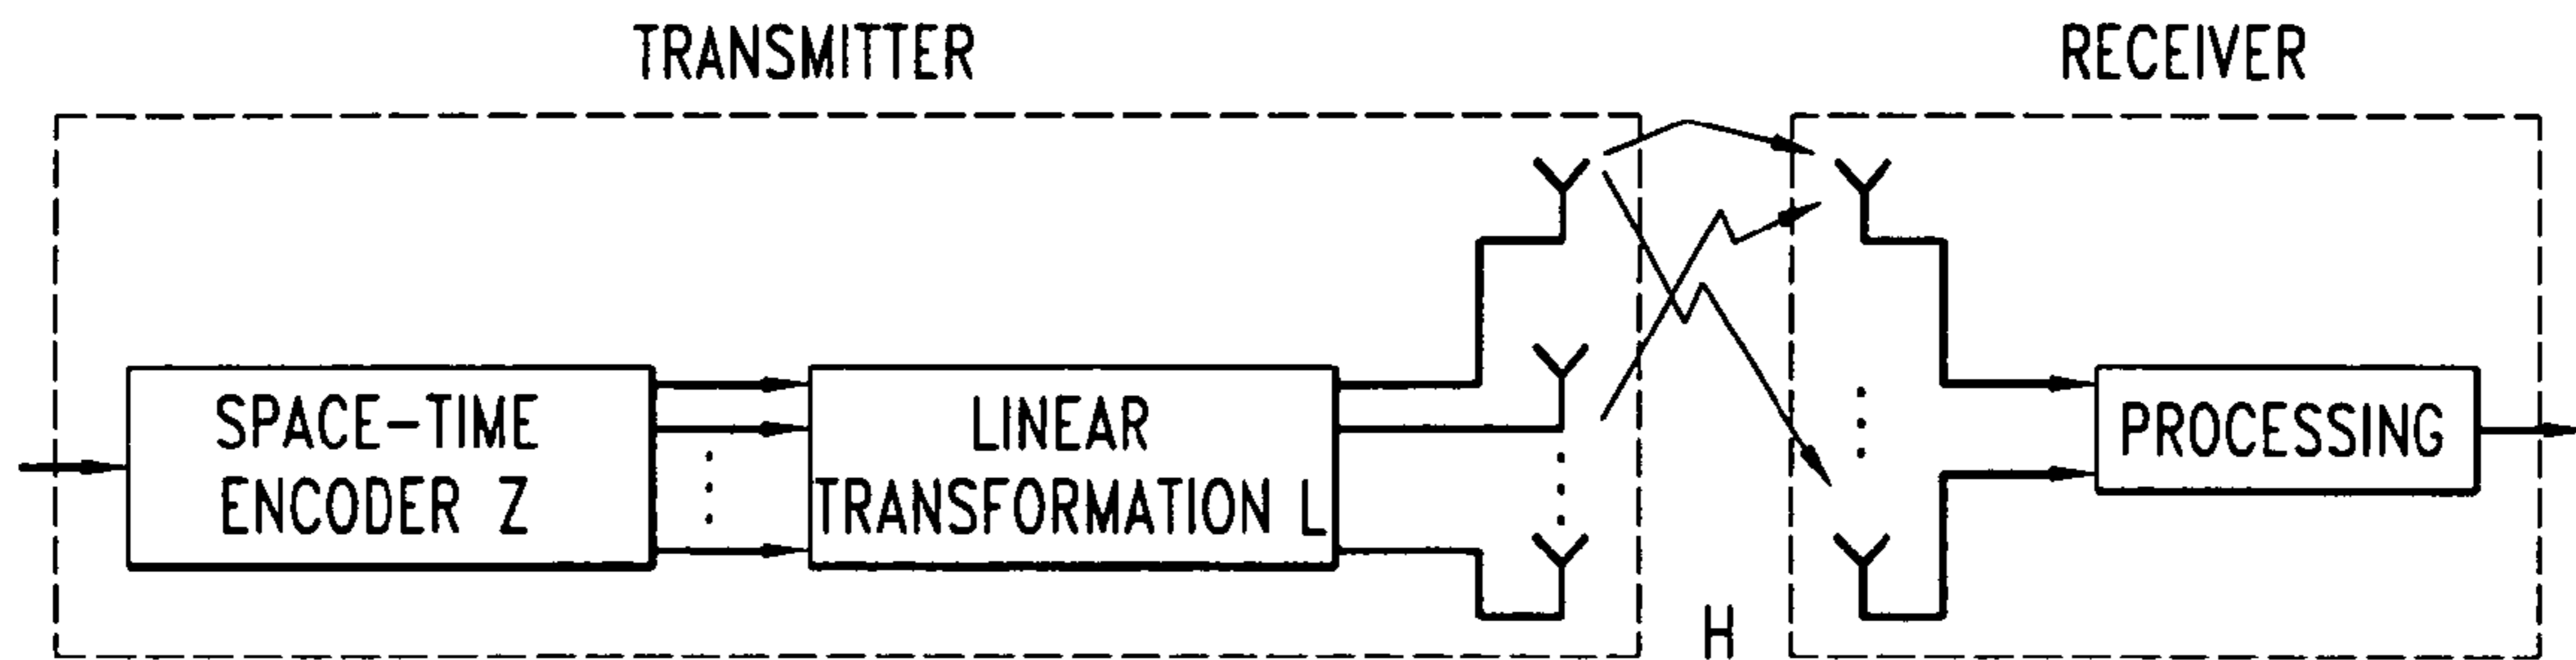 TRANSMITTER
RECEIVER
SPACE-TIME
ENCODER Z
LINEAR
TRANSFORMATION L
PROCESSING
H